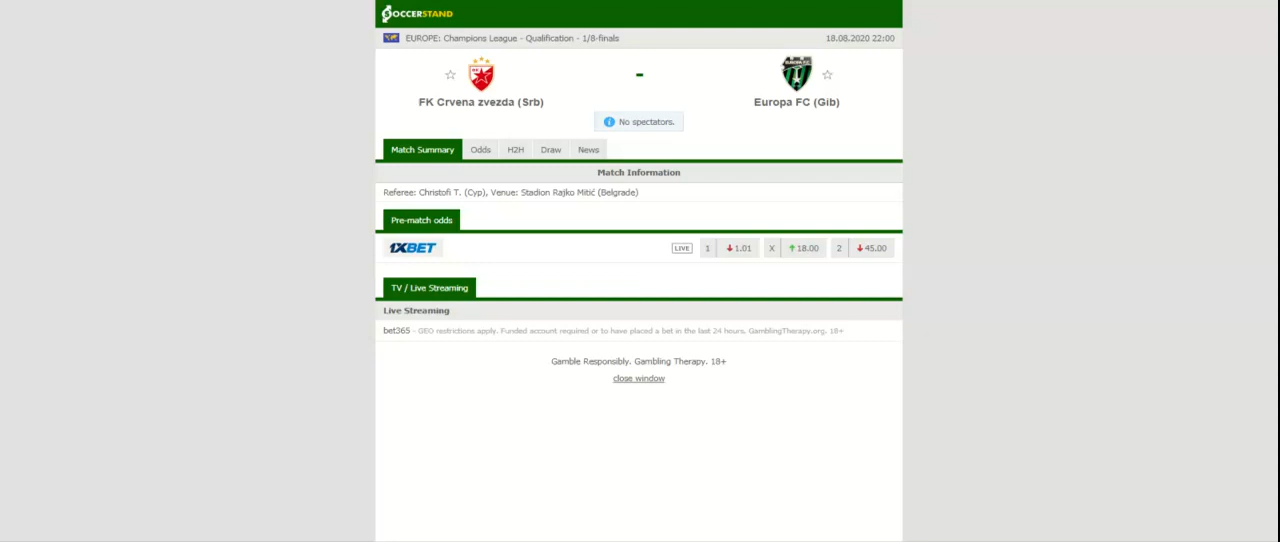 SOCCERSTAND
EUROPE: Champions League - Qualification - 1/8-finals 18.08.2020 22:00
-
FK Crvena zvezda (Srb) Europa FC (Gib)
No spectators.
Match Summary Odds H2H Draw News
Match Information
Referee: Christofi T. (Cyp), Venue: Stadion Rajko Mitić (Belgrade)
Pre-match odds
1XBET LIVE 1 1.01 X 18.00 2 45.00
TV / Live Streaming
Live Streaming
bet365 - GEO restrictions apply. Funded account required or to have placed a bet in the last 24 hours. GamblingTherapy.org. 18+
Gamble Responsibly. Gambling Therapy. 18+
close window